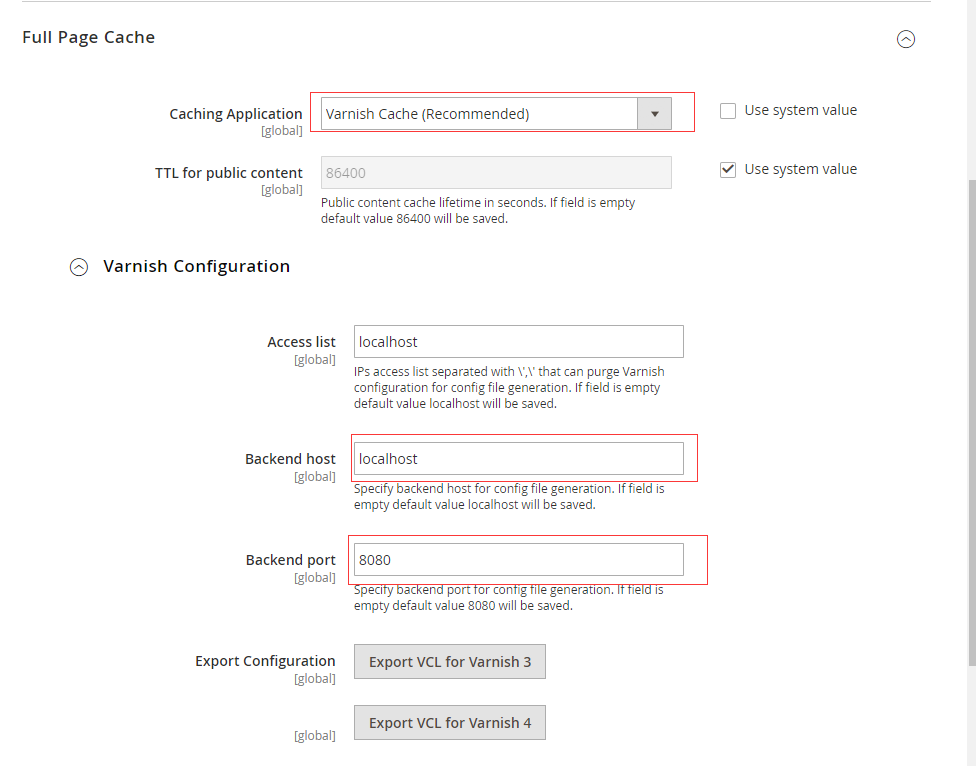 Full Page Cache
Caching Application
Varnish Cache (Recommended)
Use system value
[global]
TTL for public content
86400
Use system value
[global]
Public content cache lifetime in seconds. If field is empty
default value 86400 will be saved.
Varnish Configuration
Access list
localhost
[global]
IPs access list separated with \',\' that can purge Varnish
configuration for config file generation. If field is empty
default value localhost will be saved.
Backend host
localhost
[global]
Specify backend host for config file generation. If field is
empty default value localhost will be saved.
Backend port
8080
[global]
Specify backend port for config file generation. If field is
empty default value 8080 will be saved.
Export Configuration
Export VCL for Varnish 3
[global]
Export VCL for Varnish 4
[global]